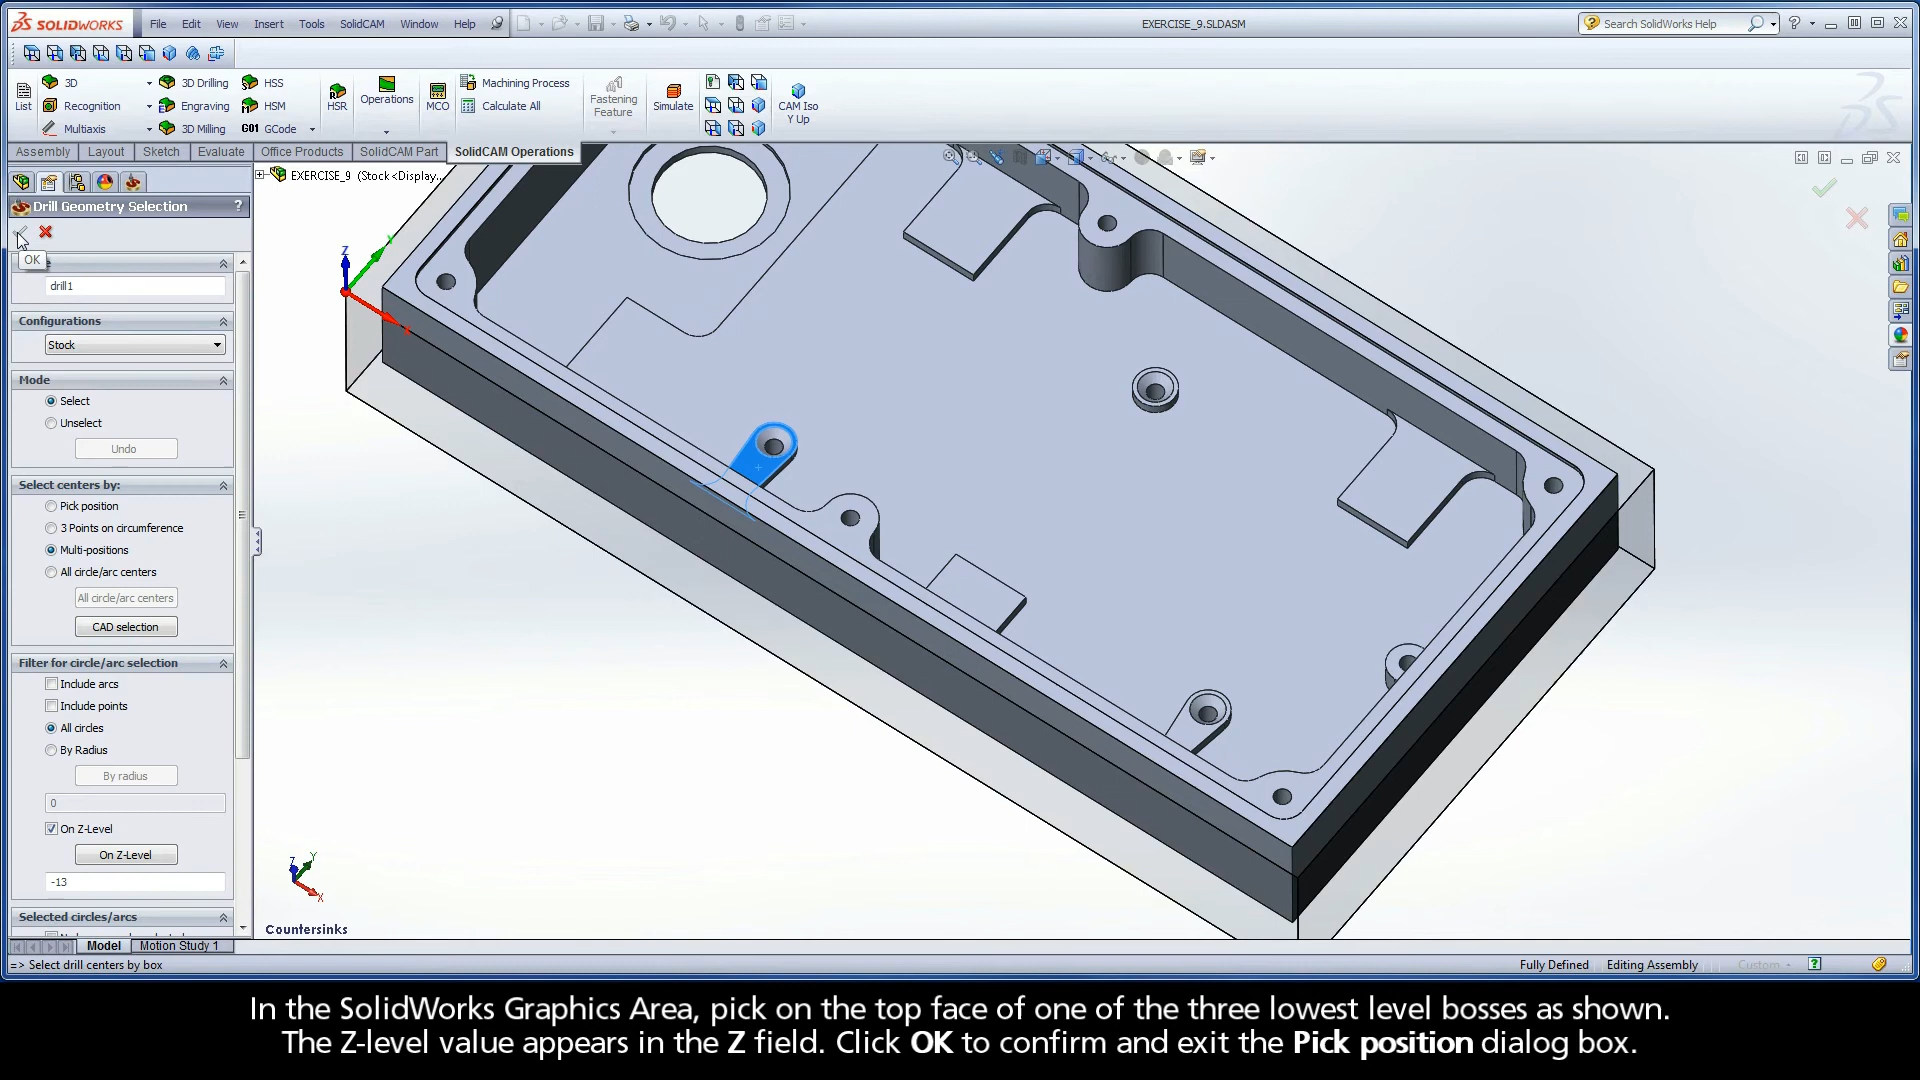 SOLIDWORKS File Edit View Insert Tools SolidCAM Window Help EXERCISE_9.SLDASM Search SolidWorks Help
3D 3D Drilling HSS Machining Process
List Recognition Engraving HSM HSR Operations MCO Calculate All Fastening Feature Simulate CAM Iso Y Up
Multiaxis 3D Milling G01 GCode
Assembly Layout Sketch Evaluate Office Products SolidCAM Part SolidCAM Operations
EXERCISE_9 (Stock<Display...
Drill Geometry Selection ?
OK
drill1
Configurations
Stock
Mode
Select
Unselect
Undo
Select centers by:
Pick position
3 Points on circumference
Multi-positions
All circle/arc centers
All circle/arc centers
CAD selection
Filter for circle/arc selection
Include arcs
Include points
All circles
By Radius
By radius
0
On Z-Level
On Z-Level
-13
Selected circles/arcs
Z
Z Y
X
Countersinks
Model Motion Study 1
=> Select drill centers by box Fully Defined Editing Assembly Custom
In the SolidWorks Graphics Area, pick on the top face of one of the three lowest level bosses as shown.
The Z-level value appears in the Z field. Click OK to confirm and exit the Pick position dialog box.